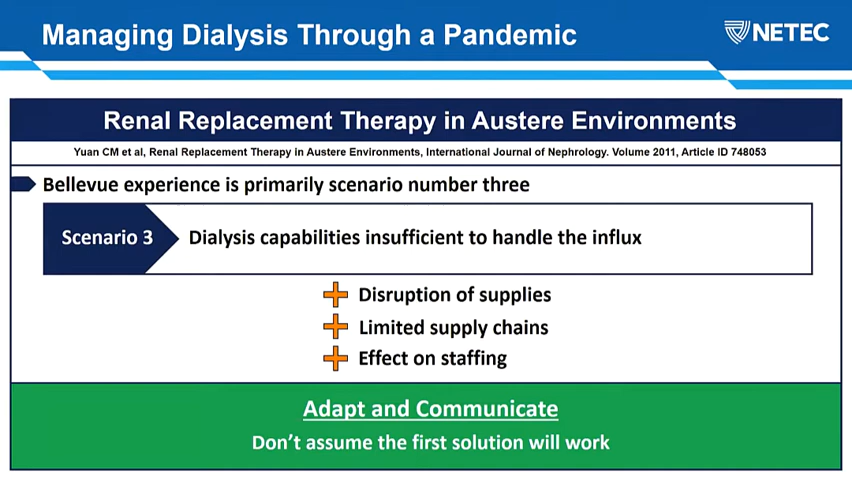 Managing Dialysis Through a Pandemic
NETEC
Renal Replacement Therapy in Austere Environments
Yuan CM et al, Renal Replacement Therapy in Austere Environments, International Journal of Nephrology. Volume 2011, Article ID 748053
Bellevue experience is primarily scenario number three
Scenario 3
Dialysis capabilities insufficient to handle the influx
Disruption of supplies
Limited supply chains
Effect on staffing
Adapt and Communicate
Don't assume the first solution will work